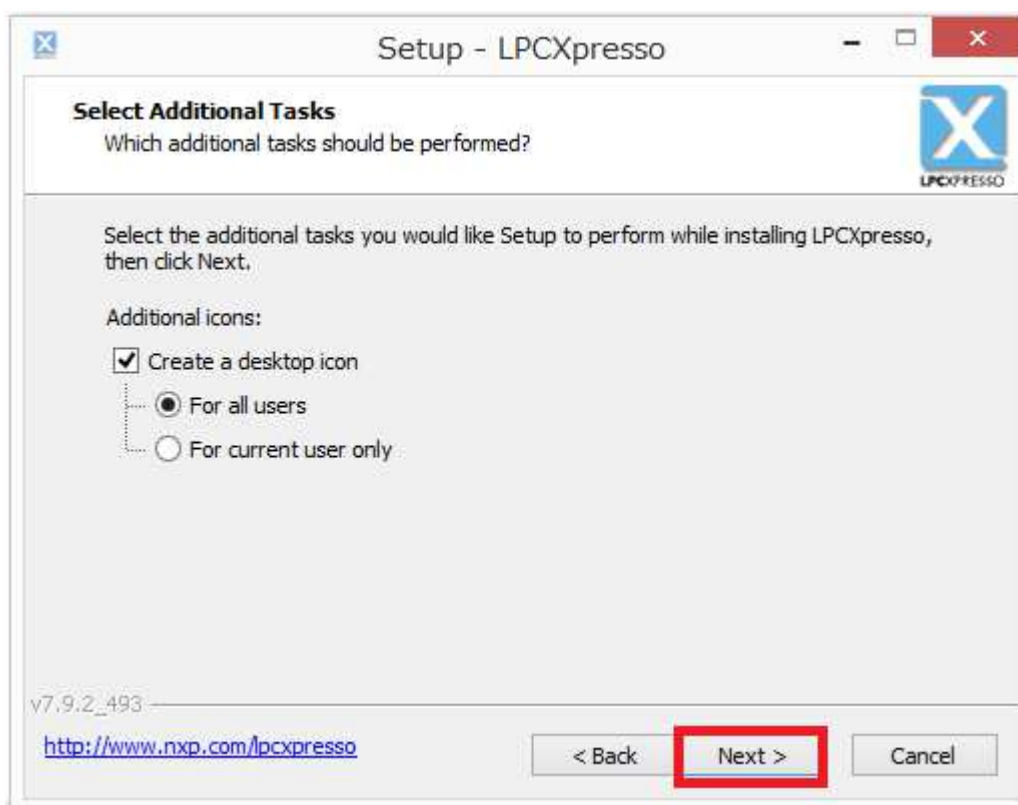 Setup - LPCXpresso
Select Additional Tasks
Which additional tasks should be performed?
LPCXPRESSO
Select the additional tasks you would like Setup to perform while installing LPCXpresso,
then click Next.
Additional icons:
Create a desktop icon
For all users
For current user only
v7.9.2_493
http://www.nxp.com/lpcxpresso
< Back Next > Cancel